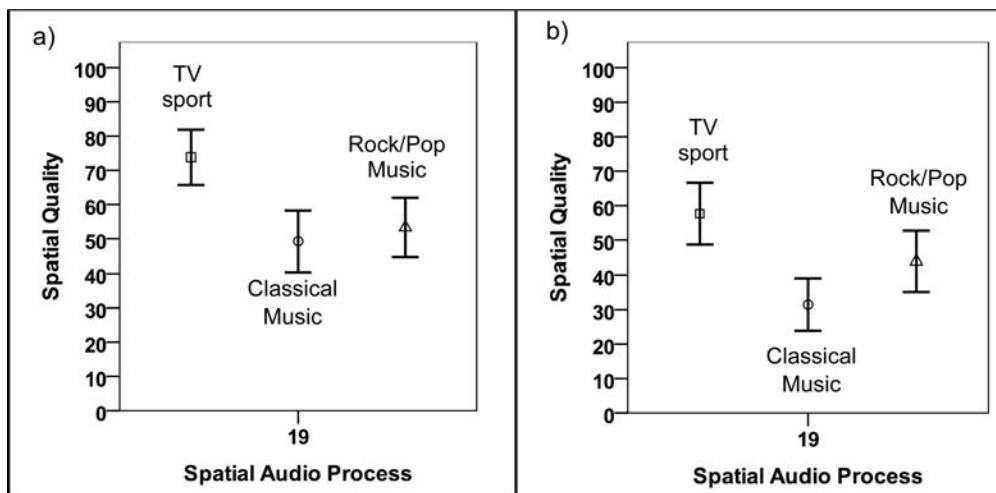 a)
100
90
80
70
60
50
40
30
20
10
0
Spatial Quality
TV
sport
Classical
Music
Rock/Pop
Music
19
Spatial Audio Process
b)
100
90
80
70
60
50
40
30
20
10
0
Spatial Quality
TV
sport
Classical
Music
Rock/Pop
Music
19
Spatial Audio Process